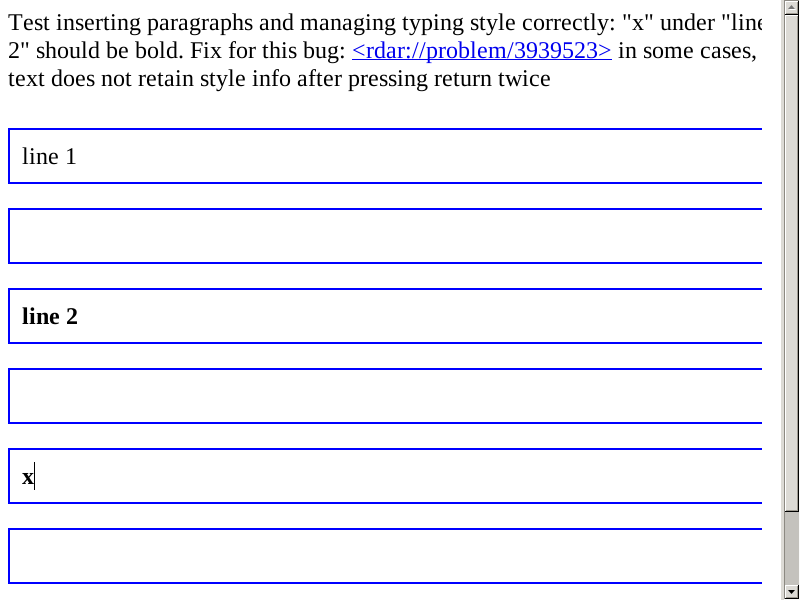 Test inserting paragraphs and managing typing style correctly: "x" under "line
2" should be bold. Fix for this bug: <rdar://problem/3939523> in some cases,
text does not retain style info after pressing return twice
line 1
line 2
x